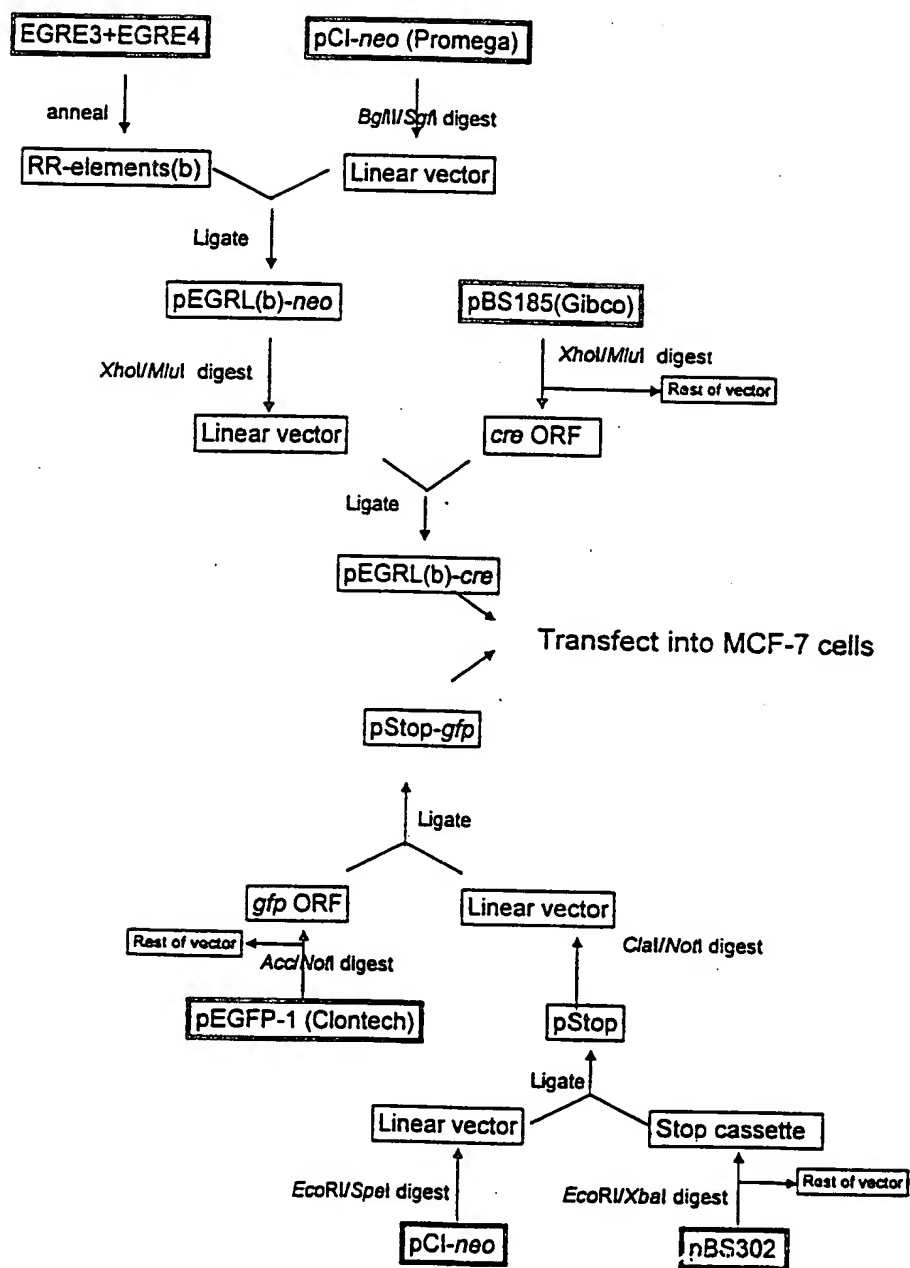 EGRE3+EGRE4
pCI-neo (Promega)
anneal
BglII/SgfI digest
RR-elements(b)
Linear vector
Ligate
pEGRL(b)-neo
pBS185(Gibco)
XhoI/MluI digest
XhoI/MluI digest
Rest of vector
Linear vector
cre ORF
Ligate
pEGRL(b)-cre
Transfect into MCF-7 cells
pStop-gfp
Ligate
gfp ORF
Linear vector
Rest of vector
AccI/NotI digest
ClaI/NotI digest
pEGFP-1 (Clontech)
pStop
Ligate
Linear vector
Stop cassette
EcoRI/SpeI digest
EcoRI/XbaI digest
Rest of vector
pCI-neo
pBS302